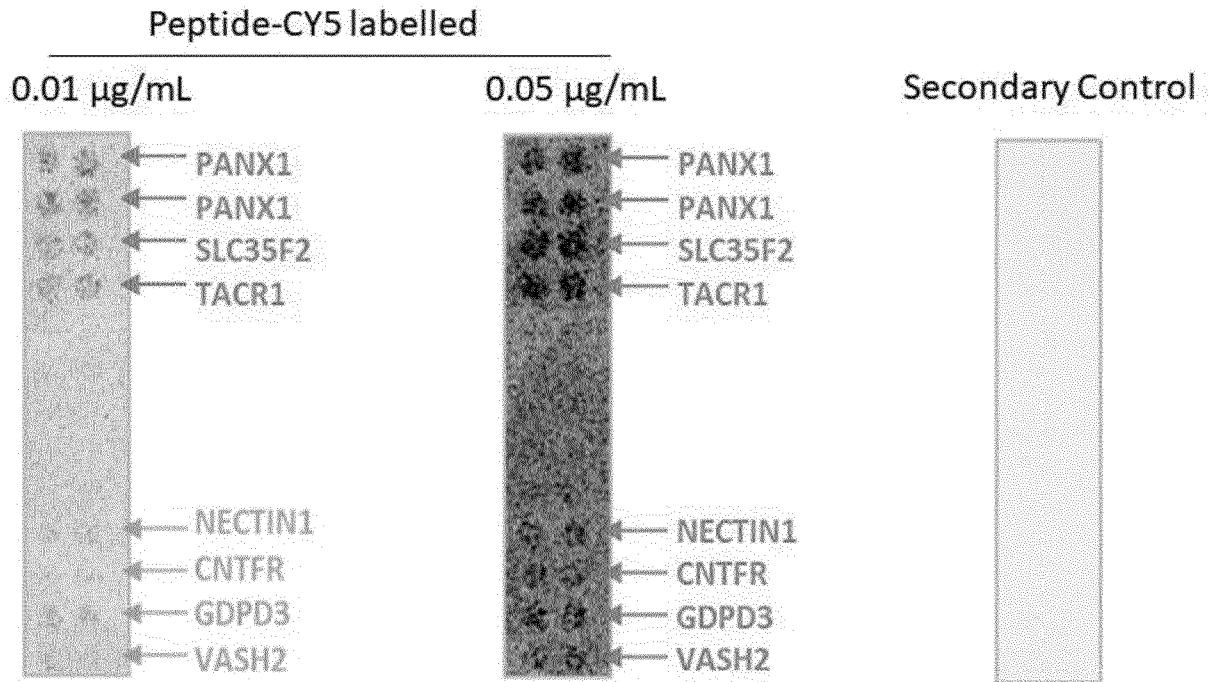 Peptide-CY5 labelled
0.01 µg/mL
0.05 µg/mL
Secondary Control
PANX1
PANX1
SLC35F2
TACR1
NECTIN1
CNTFR
GDPD3
VASH2
PANX1
PANX1
SLC35F2
TACR1
NECTIN1
CNTFR
GDPD3
VASH2